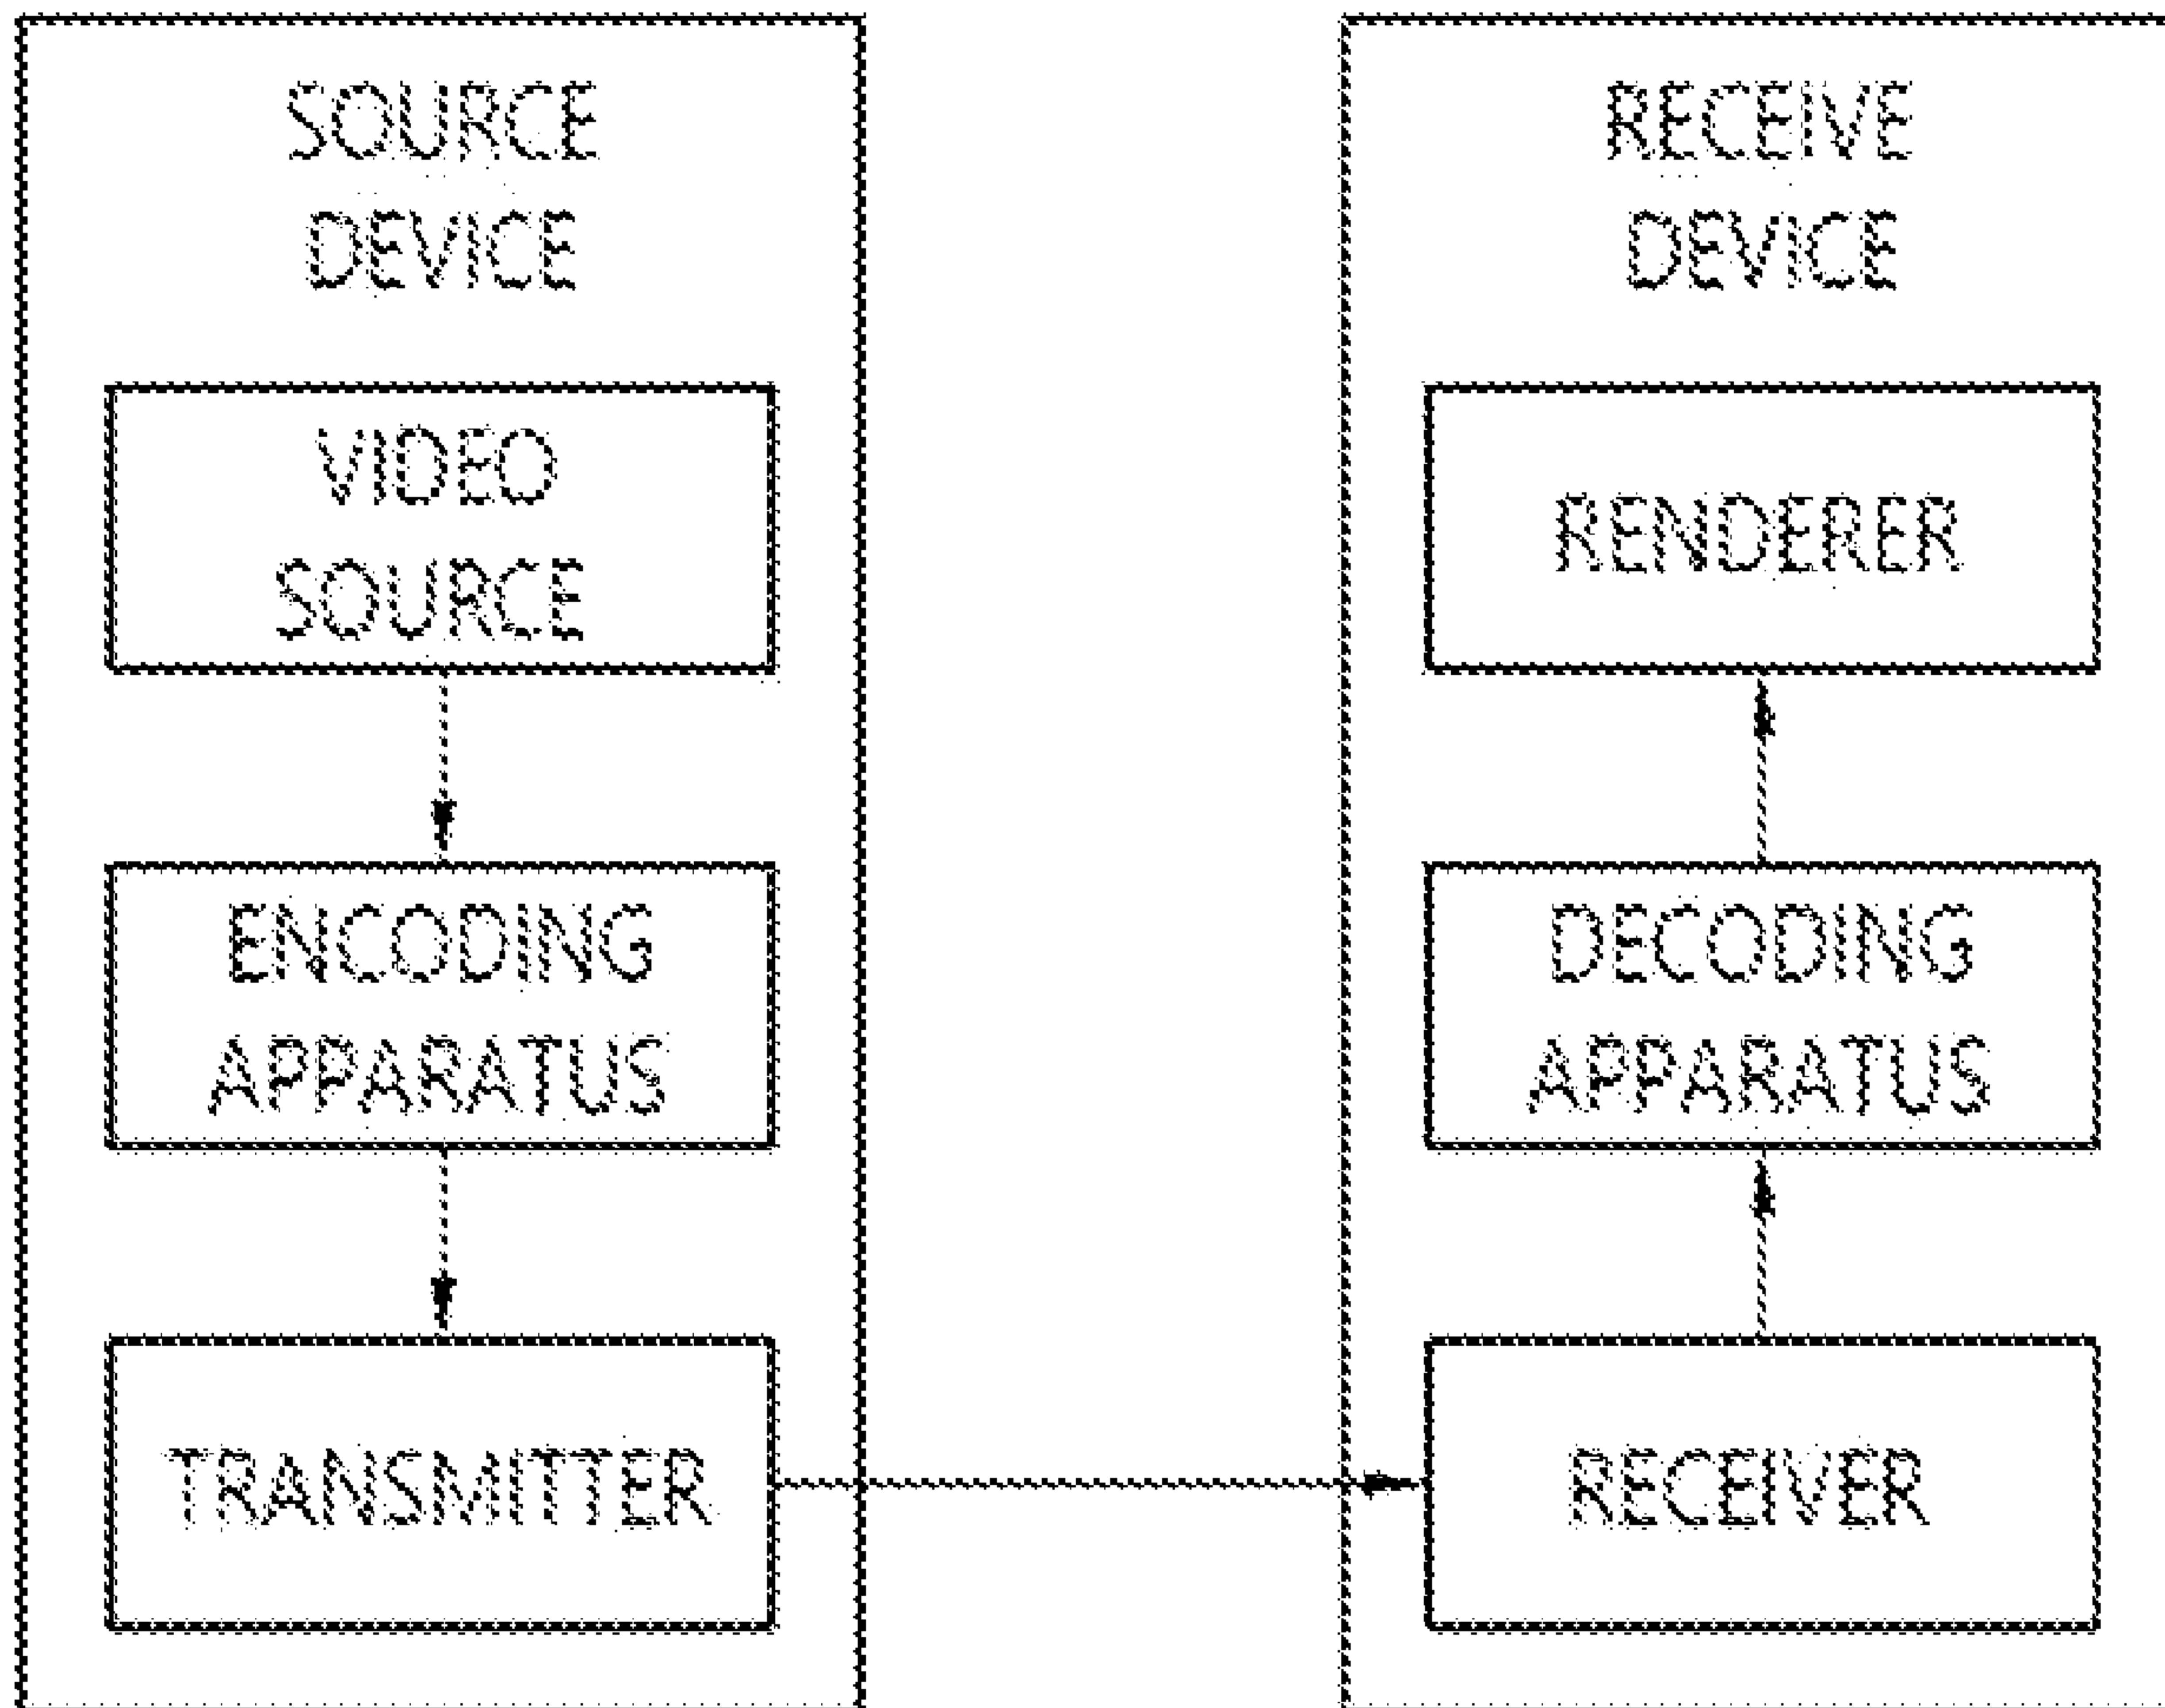 SOURCE
DEVICE
VIDEO
SOURCE
ENCODING
APPARATUS
TRANSMITTER
RECEIVE
DEVICE
RENDERER
DECODING
APPARATUS
RECEIVER